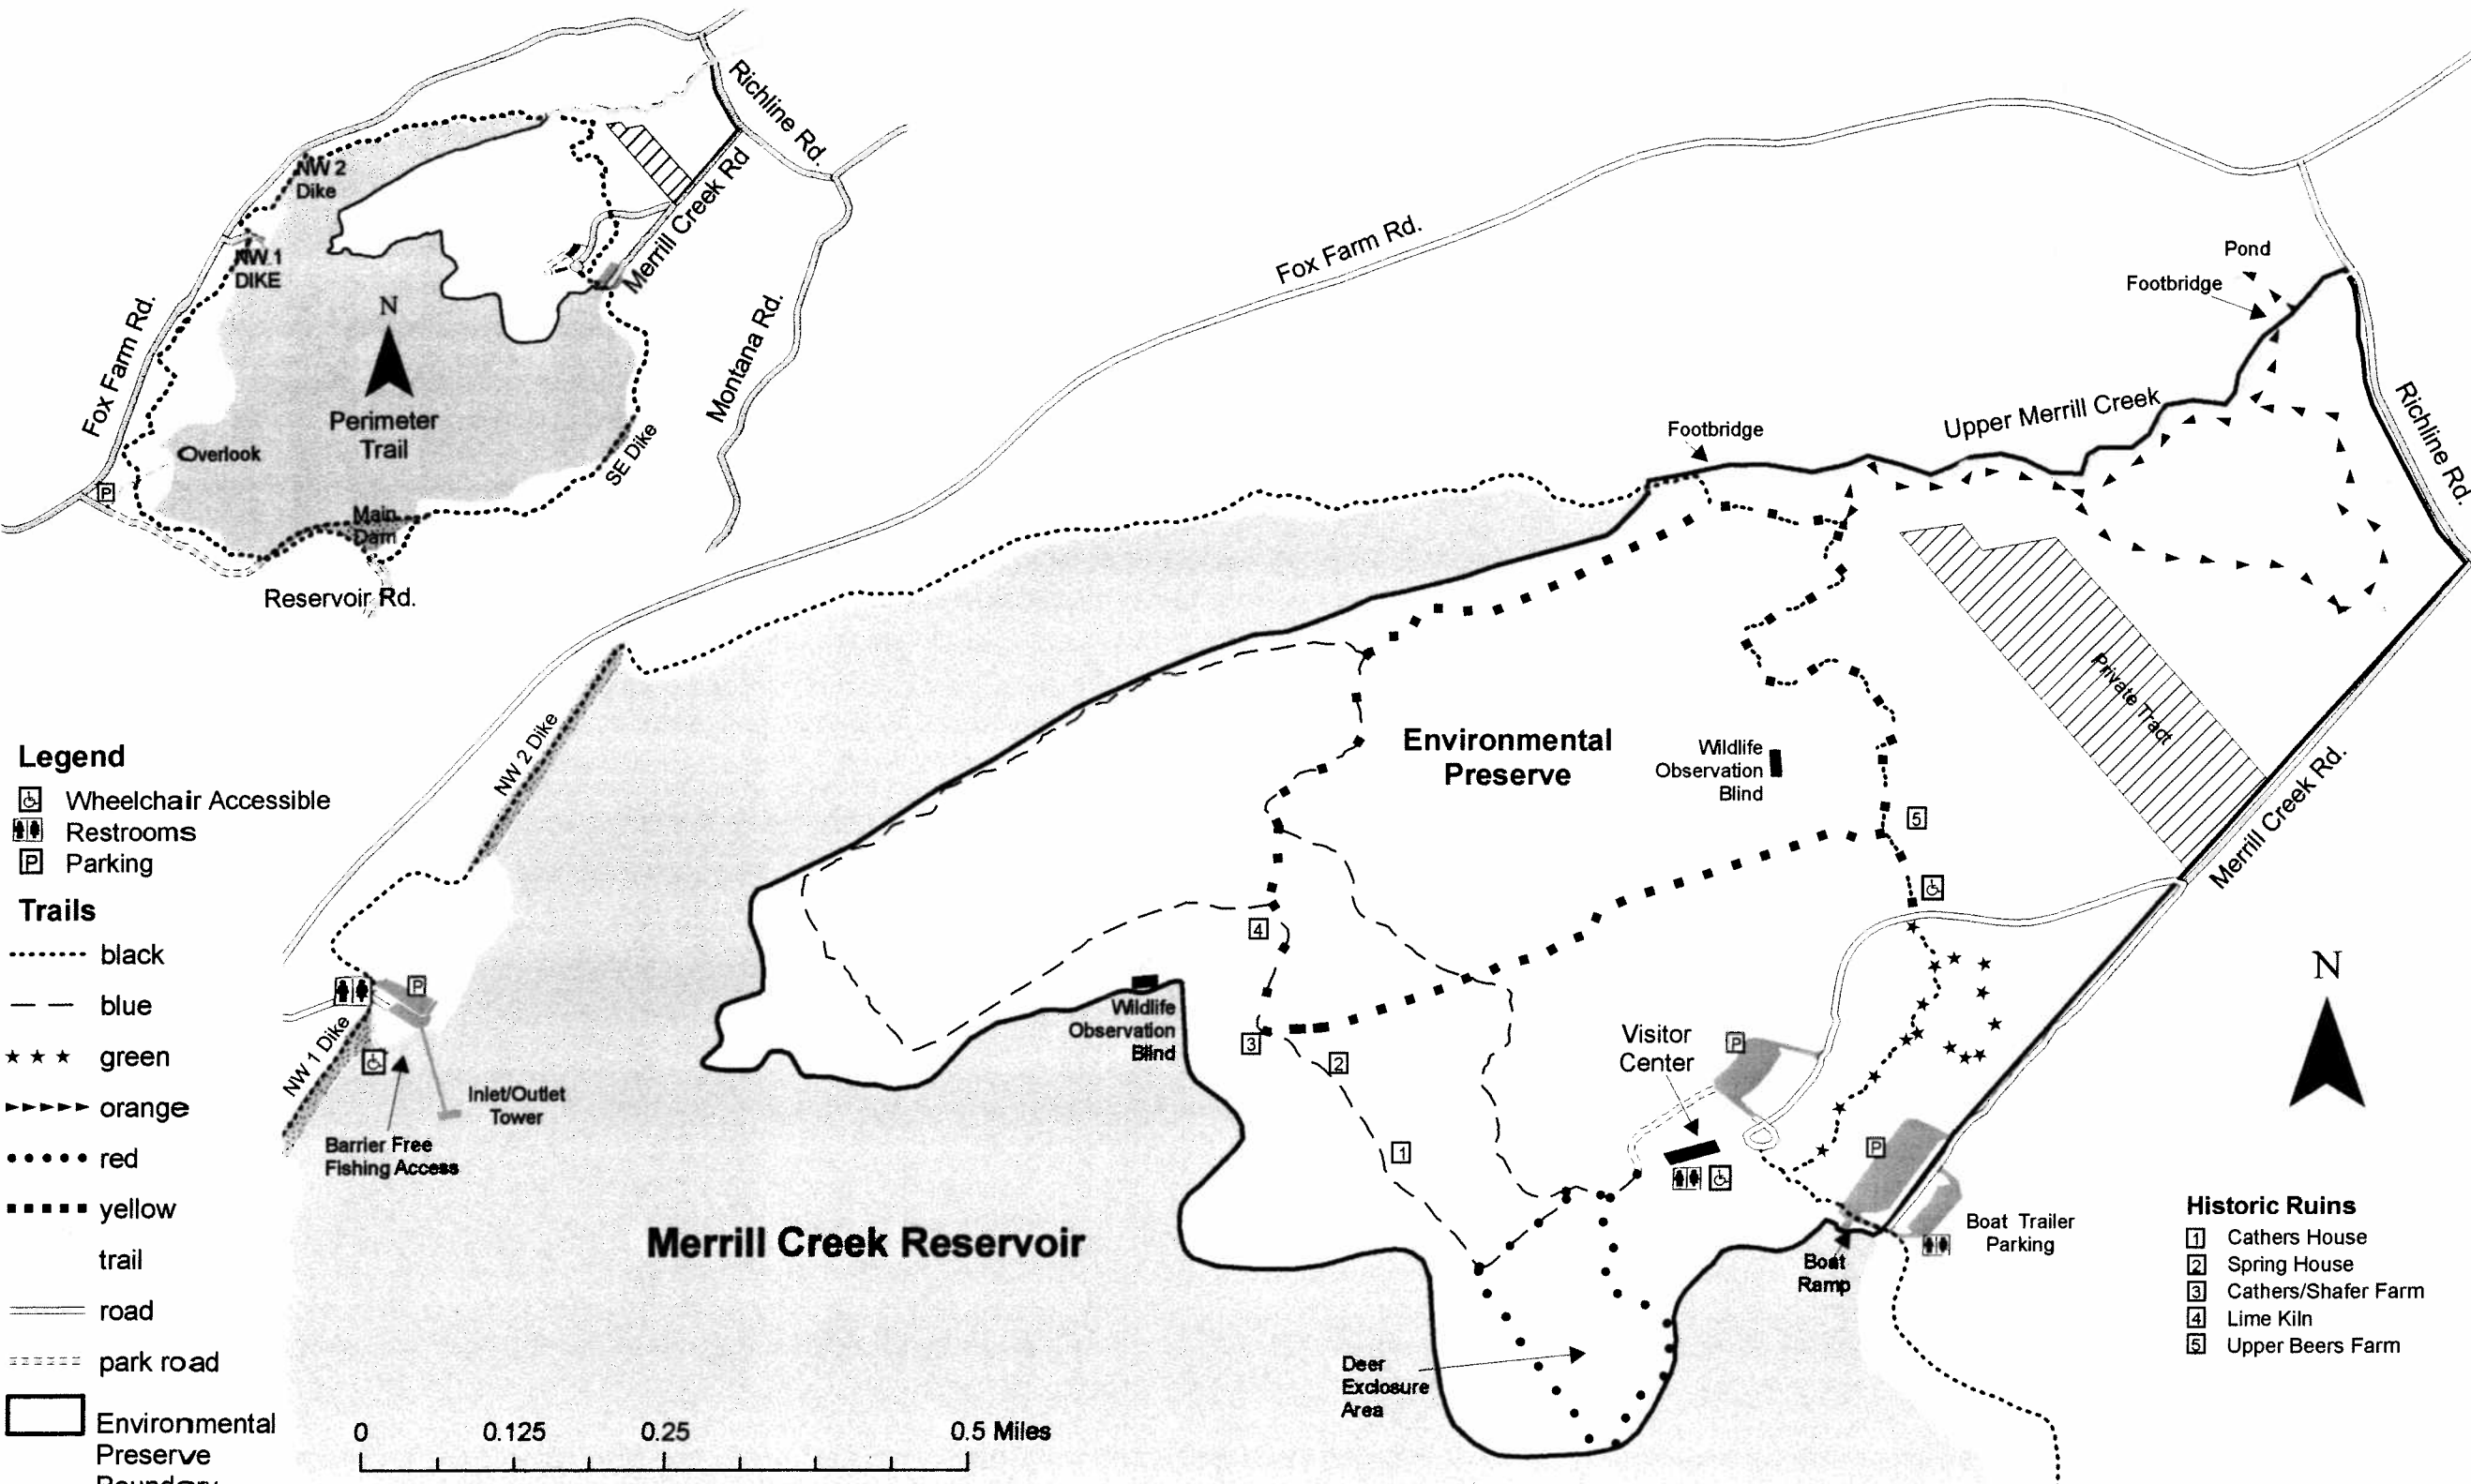 Richline Rd.
NW 2
Dike
Merrill Creek Rd
NW 1
DIKE
N
Fox Farm Rd.
Montana Rd.
Perimeter
Trail
Overlook
SE Dike
P
Main
Dam
Reservoir Rd.
Fox Farm Rd.
Pond
Footbridge
Upper Merrill Creek
Footbridge
Richline Rd.
Private Tract
Merrill Creek Rd.
NW 2 Dike
Environmental
Preserve
Wildlife
Observation
Blind
5
4
Legend
Wheelchair Accessible
Restrooms
P Parking
Trails
black
blue
green
orange
red
yellow
trail
road
park road
Environmental
Preserve
Boundary
P
NW 1 Dike
Inlet/Outlet
Tower
Barrier Free
Fishing Access
Wildlife
Observation
Blind
3
2
1
Visitor
Center
P
P
N
Merrill Creek Reservoir
Boat
Ramp
Boat Trailer
Parking
Deer
Exclosure
Area
Historic Ruins
1 Cathers House
2 Spring House
3 Cathers/Shafer Farm
4 Lime Kiln
5 Upper Beers Farm
0 0.125 0.25 0.5 Miles